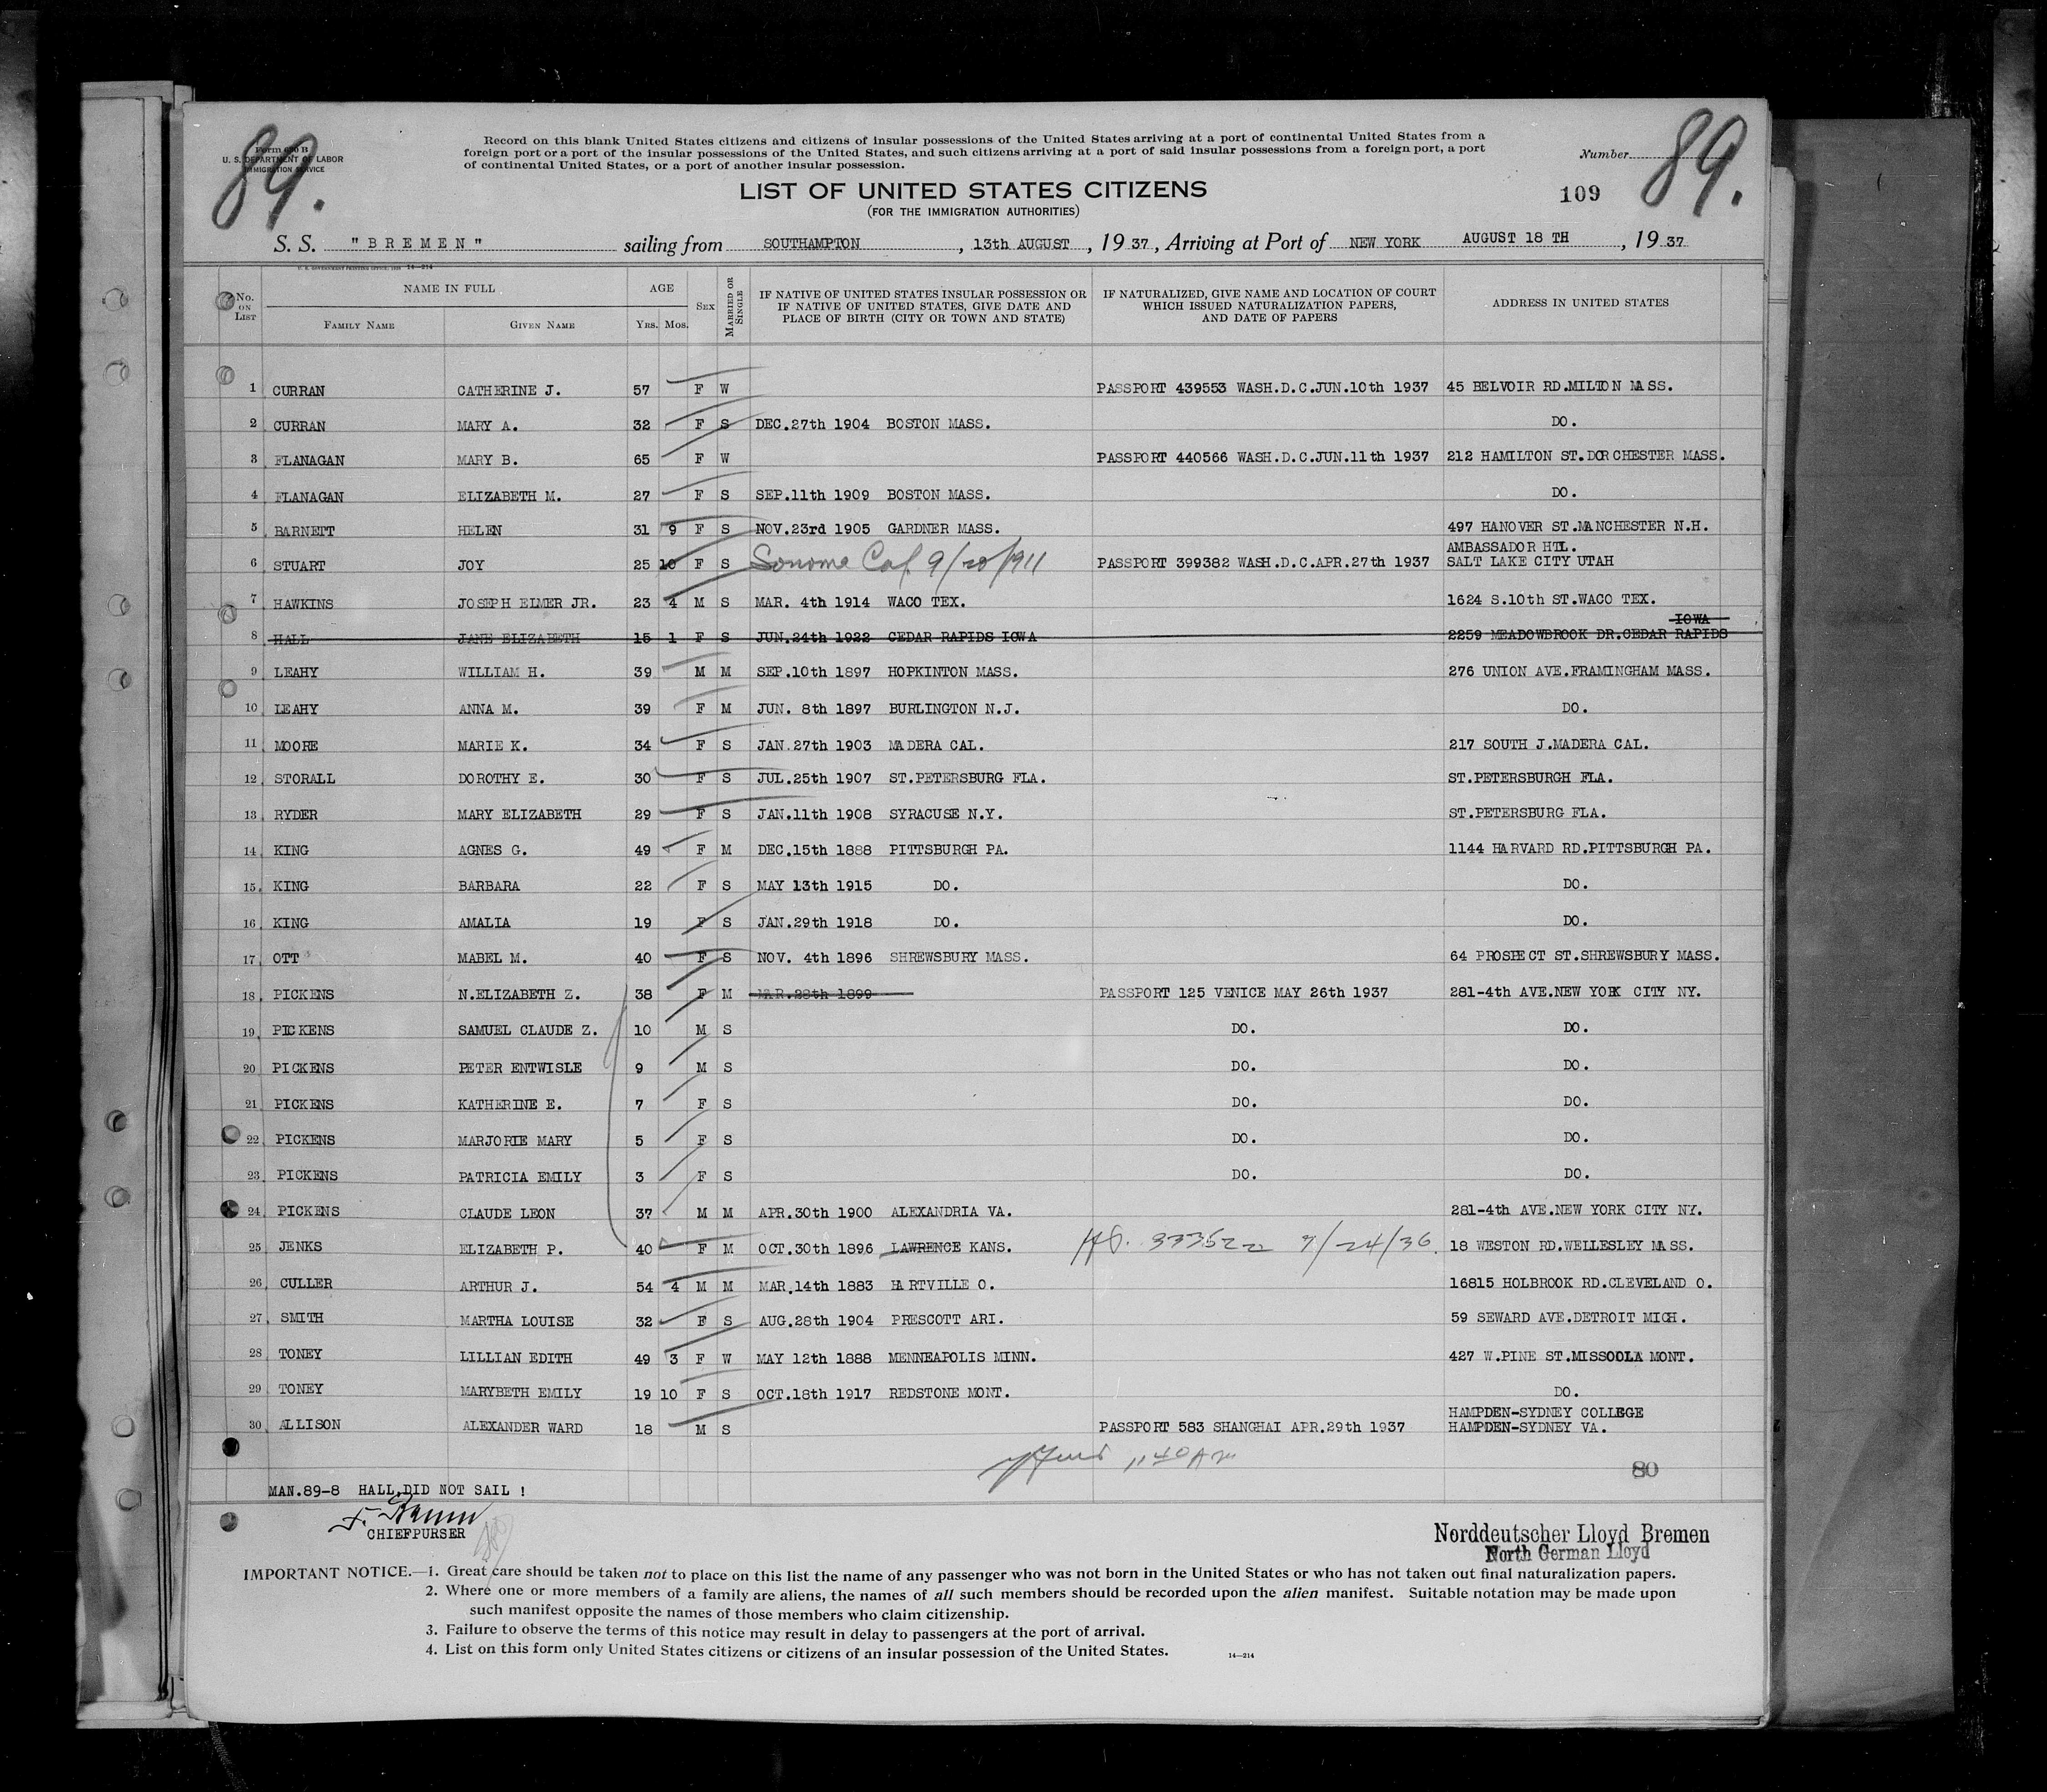 89.
Form 630 B
U. S. DEPARTMENT OF LABOR
IMMIGRATION SERVICE
Record on this blank United States citizens and citizens of insular possessions of the United States arriving at a port of continental United States from a
foreign port or a port of the insular possessions of the United States, and such citizens arriving at a port of said insular possessions from a foreign port, a port
of continental United States, or a port of another insular possession.
Number
89.
109
LIST OF UNITED STATES CITIZENS
(FOR THE IMMIGRATION AUTHORITIES)
S. S. "BREMEN" sailing from SOUTHAMPTON, 13th AUGUST, 1937, Arriving at Port of NEW YORK AUGUST 18 TH, 1937
U. S. GOVERNMENT PRINTING OFFICE: 14—214
No. ON LIST NAME IN FULL FAMILY NAME GIVEN NAME AGE YRS. MOS. SEX MARRIED OR SINGLE IF NATIVE OF UNITED STATES INSULAR POSSESSION OR IF NATIVE OF UNITED STATES, GIVE DATE AND PLACE OF BIRTH (CITY OR TOWN AND STATE) IF NATURALIZED, GIVE NAME AND LOCATION OF COURT WHICH ISSUED NATURALIZATION PAPERS, AND DATE OF PAPERS ADDRESS IN UNITED STATES
1 CURRAN CATHERINE J. 57 F W PASSPORT 439553 WASH.D.C.JUN.10th 1937 45 BELVOIR RD.MILTON MASS.
2 CURRAN MARY A. 32 F S DEC.27th 1904 BOSTON MASS. DO.
3 FLANAGAN MARY B. 65 F W PASSPORT 440566 WASH.D.C.JUN.11th 1937 212 HAMILTON ST.DORCHESTER MASS.
4 FLANAGAN ELIZABETH M. 27 F S SEP.11th 1909 BOSTON MASS. DO.
5 BARNETT HELEN 31 9 F S NOV.23rd 1905 GARDNER MASS. 497 HANOVER ST.MANCHESTER N.H.
AMBASSADOR HTL.
6 STUART JOY 25 10 F S Sonoma Cal 9/20/1911 PASSPORT 399382 WASH.D.C.APR.27th 1937 SALT LAKE CITY UTAH
7 HAWKINS JOSEPH ELMER JR. 23 4 M S MAR. 4th 1914 WACO TEX. 1624 S.10th ST.WACO TEX.
IOWA
8 HALL JANE ELIZABETH 15 1 F S JUN.24th 1922 CEDAR RAPIDS IOWA 2259 MEADOWBROOK DR.CEDAR RAPIDS
9 LEAHY WILLIAM H. 39 M M SEP.10th 1897 HOPKINTON MASS. 276 UNION AVE.FRAMINGHAM MASS.
10 LEAHY ANNA M. 39 F M JUN. 8th 1897 BURLINGTON N.J. DO.
11 MOORE MARIE K. 34 F S JAN.27th 1903 MADERA CAL. 217 SOUTH J.MADERA CAL.
12 STORALL DOROTHY E. 30 F S JUL.25th 1907 ST.PETERSBURG FLA. ST.PETERSBURGH FLA.
13 RYDER MARY ELIZABETH 29 F S JAN.11th 1908 SYRACUSE N.Y. ST.PETERSBURG FLA.
14 KING AGNES G. 49 F M DEC.15th 1888 PITTSBURGH PA. 1144 HARVARD RD.PITTSBURGH PA.
15 KING BARBARA 22 F S MAY 13th 1915 DO. DO.
16 KING AMALIA 19 F S JAN.29th 1918 DO. DO.
17 OTT MABEL M. 40 F S NOV. 4th 1896 SHREWSBURY MASS. 64 PROSPECT ST.SHREWSBURY MASS.
18 PICKENS N.ELIZABETH Z. 38 F M MAR.28th 1899 PASSPORT 125 VENICE MAY 26th 1937 281-4th AVE.NEW YORK CITY NY.
19 PICKENS SAMUEL CLAUDE Z. 10 M S DO. DO.
20 PICKENS PETER ENTWISLE 9 M S DO. DO.
21 PICKENS KATHERINE E. 7 F S DO. DO.
22 PICKENS MARJORIE MARY 5 F S DO. DO.
23 PICKENS PATRICIA EMILY 3 F S DO. DO.
24 PICKENS CLAUDE LEON 37 M M APR.30th 1900 ALEXANDRIA VA. 281-4th AVE.NEW YORK CITY NY.
25 JENKS ELIZABETH P. 40 F M OCT.30th 1896 LAWRENCE KANS. 333522 7/24/36. 18 WESTON RD.WELLESLEY MASS.
26 CULLER ARTHUR J. 54 4 M M MAR.14th 1883 HARTVILLE O. 16815 HOLBROOK RD.CLEVELAND O.
27 SMITH MARTHA LOUISE 32 F S AUG.28th 1904 PRESCOTT ARI. 59 SEWARD AVE.DETROIT MICH.
28 TONEY LILLIAN EDITH 49 3 F W MAY 12th 1888 MENNEAPOLIS MINN. 427 W.PINE ST.MISSOOLA MONT.
29 TONEY MARYBETH EMILY 19 10 F S OCT.18th 1917 REDSTONE MONT. DO.
HAMPDEN-SYDNEY COLLEGE
30 ALLISON ALEXANDER WARD 18 M S PASSPORT 583 SHANGHAI APR.29th 1937 HAMPDEN-SYDNEY VA.
11 40 AM
80
MAN.89-8 HALL,DID NOT SAIL !
CHIEFPURSER
Norddeutscher Lloyd Bremen
North German Lloyd
IMPORTANT NOTICE.—1. Great care should be taken not to place on this list the name of any passenger who was not born in the United States or who has not taken out final naturalization papers.
2. Where one or more members of a family are aliens, the names of all such members should be recorded upon the alien manifest. Suitable notation may be made upon
such manifest opposite the names of those members who claim citizenship.
3. Failure to observe the terms of this notice may result in delay to passengers at the port of arrival.
4. List on this form only United States citizens or citizens of an insular possession of the United States.
14—214